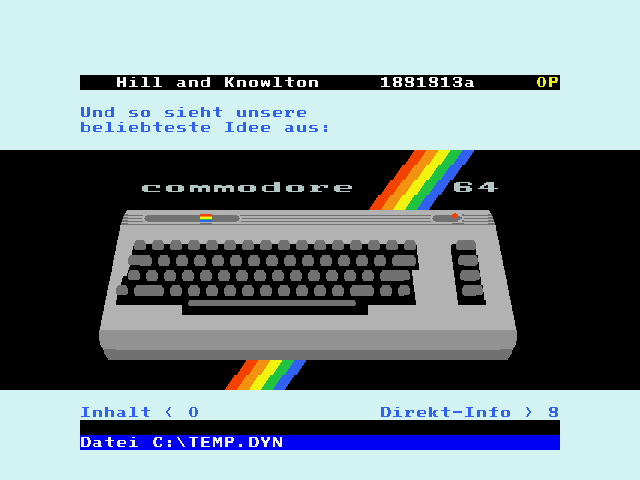 Hill and Knowlton 1881813a OP
Und so sieht unsere
beliebteste Idee aus:
commodore 64
Inhalt < 0 Direkt-Info > 8
Datei C:\TEMP.DYN